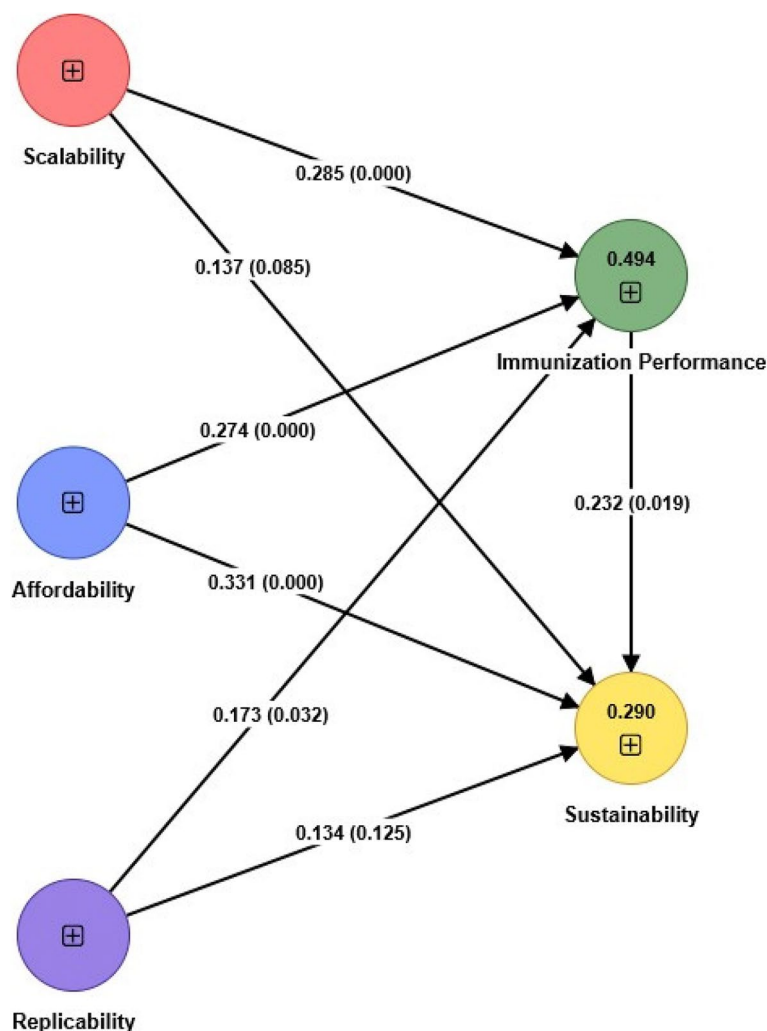 Scalability
0.285 (0.000)
0.137 (0.085)
0.494
Immunization Performance
0.274 (0.000)
0.232 (0.019)
Affordability
0.331 (0.000)
0.173 (0.032)
0.290
Sustainability
0.134 (0.125)
Replicability